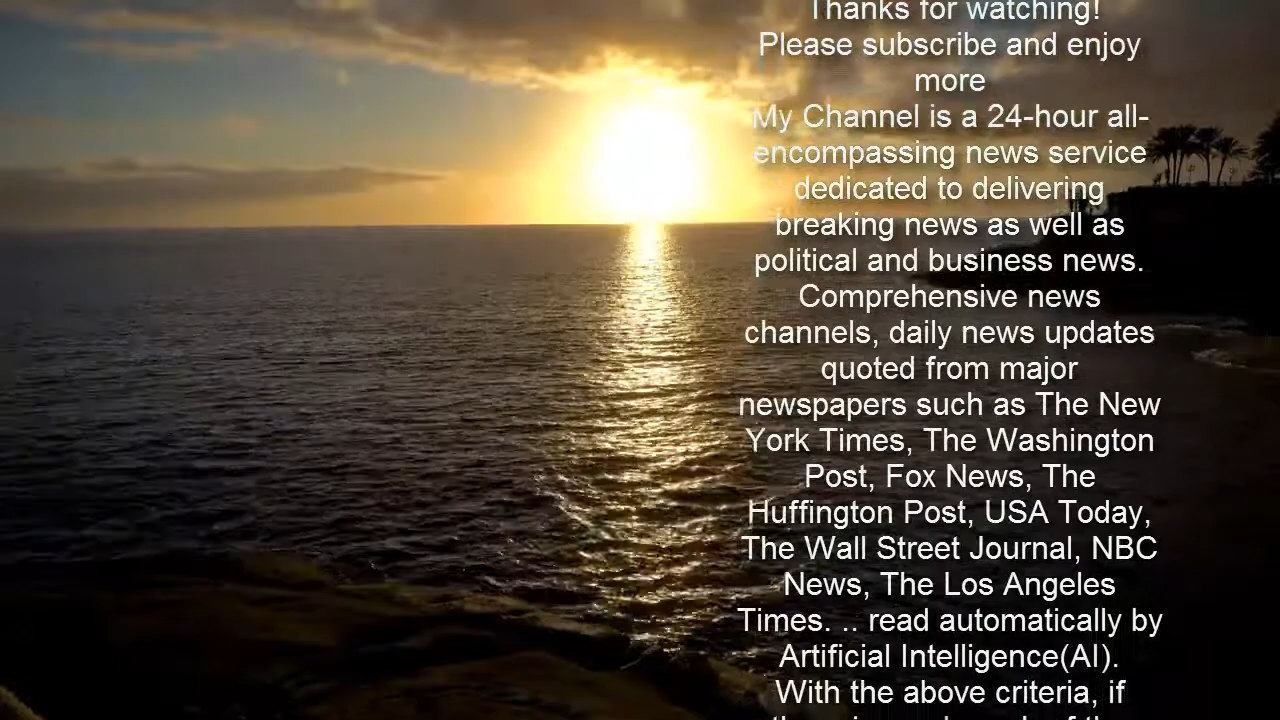 Thanks for watching!
Please subscribe and enjoy
more
My Channel is a 24-hour all-
encompassing news service
dedicated to delivering
breaking news as well as
political and business news.
Comprehensive news
channels, daily news updates
quoted from major
newspapers such as The New
York Times, The Washington
Post, Fox News, The
Huffington Post, USA Today,
The Wall Street Journal, NBC
News, The Los Angeles
Times. .. read automatically by
Artificial Intelligence(AI).
With the above criteria, if